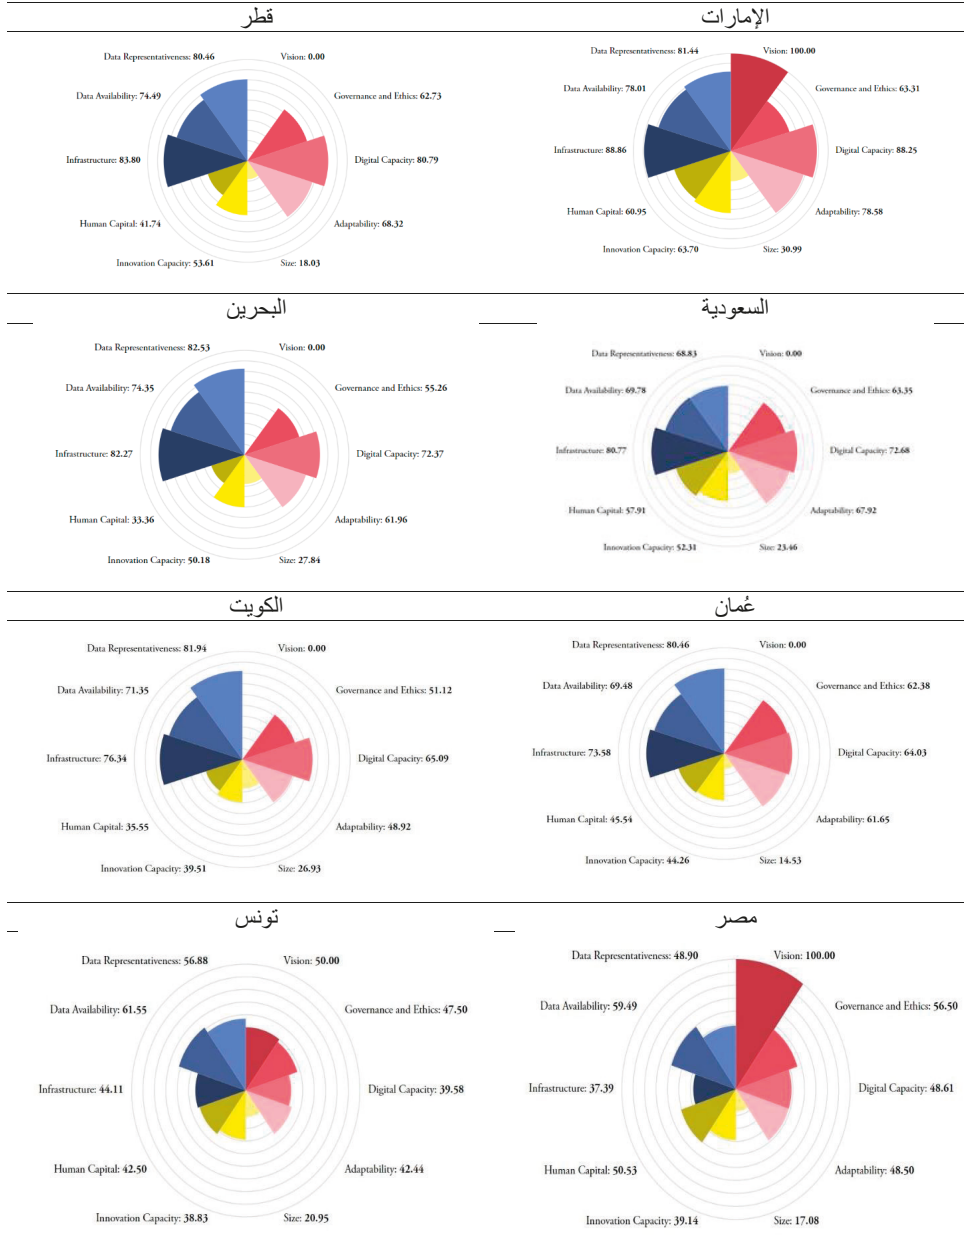 قطر
Data Representativeness: 80.46
Vision: 0.00
Data Availability: 74.49
Governance and Ethics: 62.73
Infrastructure: 83.80
Digital Capacity: 80.79
Human Capital: 41.74
Adaptability: 68.32
Innovation Capacity: 53.61
Size: 18.03
الإمارات
Data Representativeness: 81.44
Vision: 100.00
Data Availability: 78.01
Governance and Ethics: 63.31
Infrastructure: 88.86
Digital Capacity: 88.25
Human Capital: 60.95
Adaptability: 78.58
Innovation Capacity: 63.70
Size: 30.99
البحرين
Data Representativeness: 82.53
Vision: 0.00
Data Availability: 74.35
Governance and Ethics: 55.26
Infrastructure: 82.27
Digital Capacity: 72.37
Human Capital: 33.36
Adaptability: 61.96
Innovation Capacity: 50.18
Size: 27.84
السعودية
Data Representativeness: 68.83
Vision: 0.00
Data Availability: 69.78
Governance and Ethics: 63.35
Infrastructure: 80.77
Digital Capacity: 72.68
Human Capital: 57.91
Adaptability: 67.92
Innovation Capacity: 52.31
Size: 23.46
الكويت
Data Representativeness: 81.94
Vision: 0.00
Data Availability: 71.35
Governance and Ethics: 51.12
Infrastructure: 76.34
Digital Capacity: 65.09
Human Capital: 35.55
Adaptability: 48.92
Innovation Capacity: 39.51
Size: 26.93
عُمان
Data Representativeness: 80.46
Vision: 0.00
Data Availability: 69.48
Governance and Ethics: 62.38
Infrastructure: 73.58
Digital Capacity: 64.03
Human Capital: 45.54
Adaptability: 61.65
Innovation Capacity: 44.26
Size: 14.53
تونس
Data Representativeness: 56.88
Vision: 50.00
Data Availability: 61.55
Governance and Ethics: 47.50
Infrastructure: 44.11
Digital Capacity: 39.58
Human Capital: 42.50
Adaptability: 42.44
Innovation Capacity: 38.83
Size: 20.95
مصر
Data Representativeness: 48.90
Vision: 100.00
Data Availability: 59.49
Governance and Ethics: 56.50
Infrastructure: 37.39
Digital Capacity: 48.61
Human Capital: 50.53
Adaptability: 48.50
Innovation Capacity: 39.14
Size: 17.08